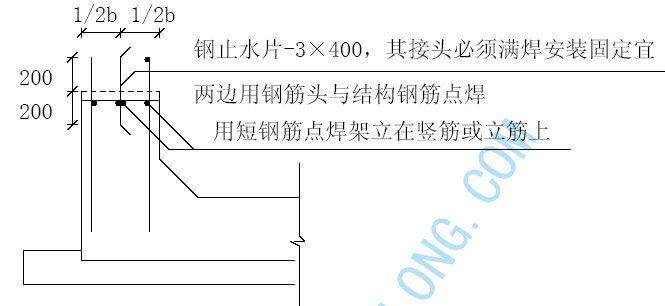 1/2b 1/2b
钢止水片-3×400，其接头必须满焊安装固定宜
200
两边用钢筋头与结构钢筋点焊
200
用短钢筋点焊架立在竖筋或立筋上
LONG.COM